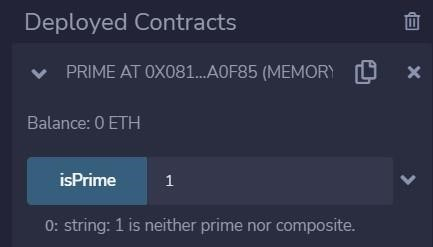 Deployed Contracts
PRIME AT 0X081...A0F85 (MEMORY
Balance: 0 ETH
isPrime 1
0: string: 1 is neither prime nor composite.